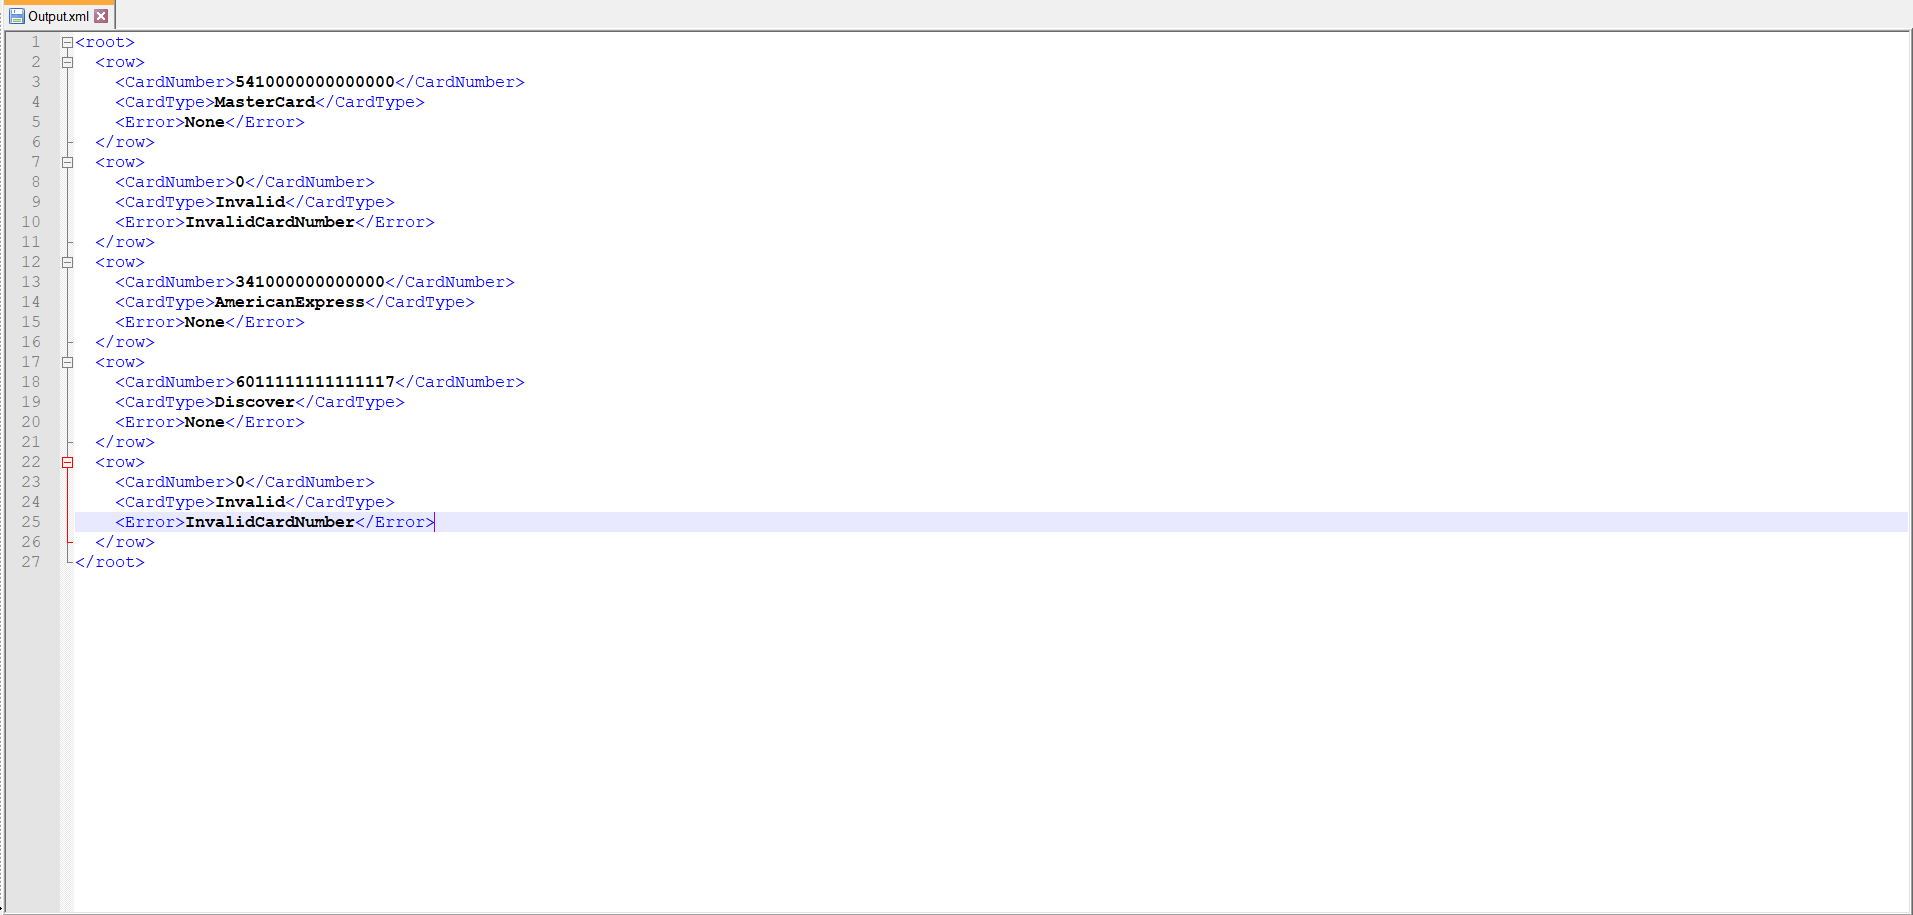 Output.xml
1 <root>
2 <row>
3 <CardNumber>5410000000000000</CardNumber>
4 <CardType>MasterCard</CardType>
5 <Error>None</Error>
6 </row>
7 <row>
8 <CardNumber>0</CardNumber>
9 <CardType>Invalid</CardType>
10 <Error>InvalidCardNumber</Error>
11 </row>
12 <row>
13 <CardNumber>341000000000000</CardNumber>
14 <CardType>AmericanExpress</CardType>
15 <Error>None</Error>
16 </row>
17 <row>
18 <CardNumber>6011111111111117</CardNumber>
19 <CardType>Discover</CardType>
20 <Error>None</Error>
21 </row>
22 <row>
23 <CardNumber>0</CardNumber>
24 <CardType>Invalid</CardType>
25 <Error>InvalidCardNumber</Error>
26 </row>
27 </root>